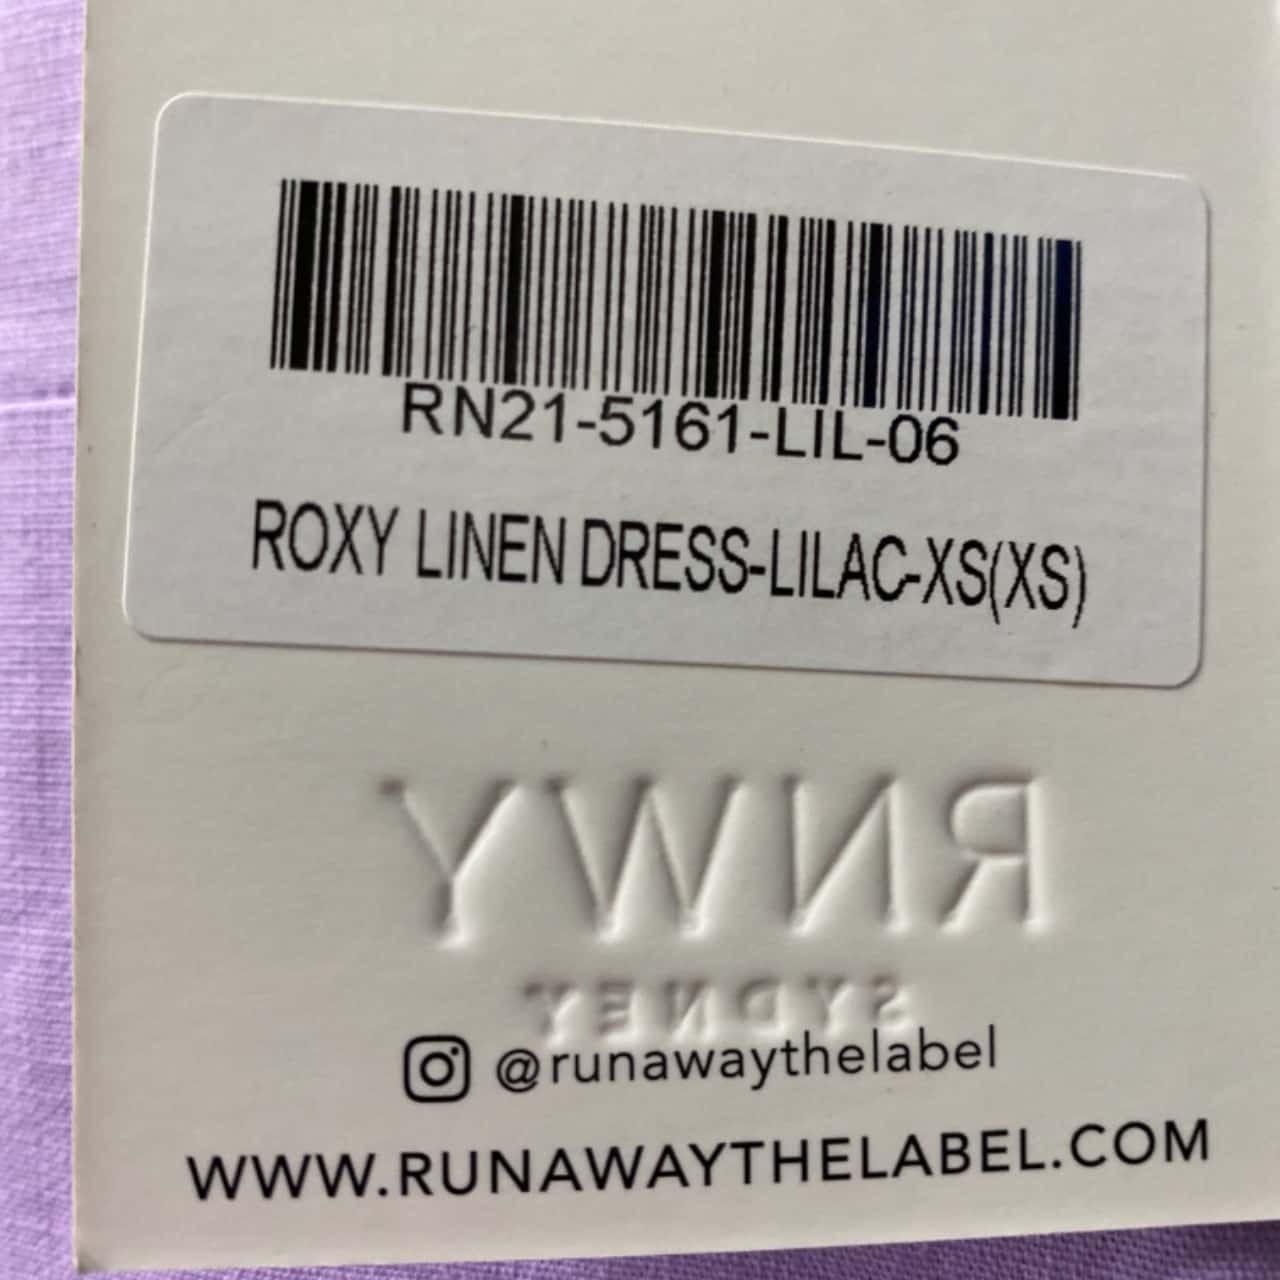 RN21-5161-LIL-06
ROXY LINEN DRESS-LILAC-XS(XS)
RNWY
SYDNEY
@runawaythelabel
WWW.RUNAWAYTHELABEL.COM